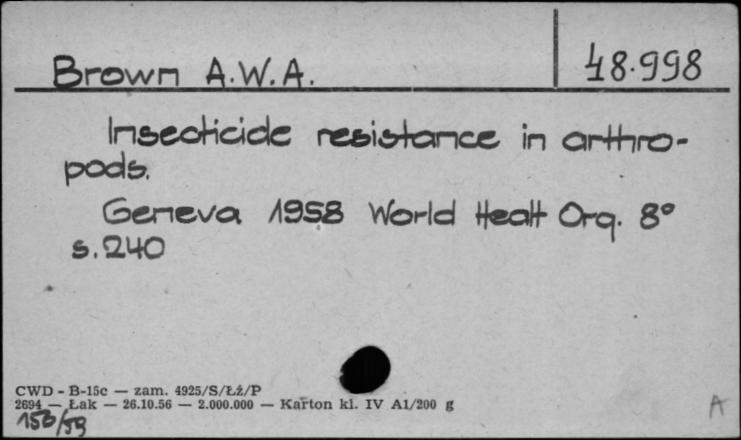 Brown A.W.A.
48.998
Insecticide resistance in arthro-
pods.
Geneva 1958 World Healt Org. 8°
s. 240
CWD - B-15c — zam. 4925/S/Łż/P
2694 — Łak — 26.10.56 — 2.000.000 — Karton kl. IV A1/200 g
153/59
A